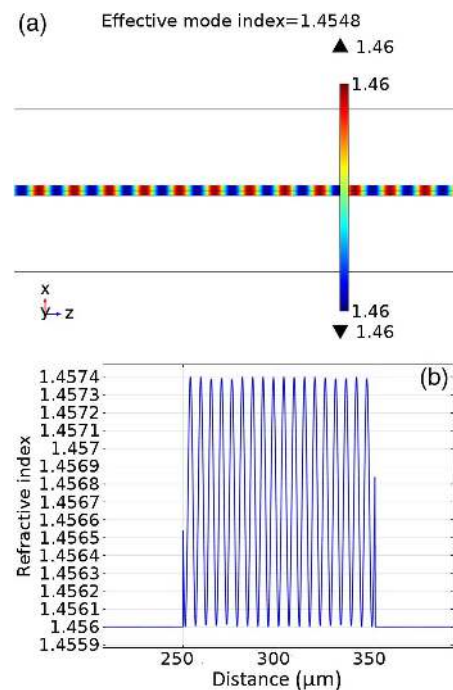 (a)
Effective mode index=1.4548
▲ 1.46
1.46
x
y z
1.46
▼ 1.46
(b)
Refractive index
1.4574
1.4573
1.4572
1.4571
1.457
1.4569
1.4568
1.4567
1.4566
1.4565
1.4564
1.4563
1.4562
1.4561
1.456
1.4559
250 300 350
Distance (μm)